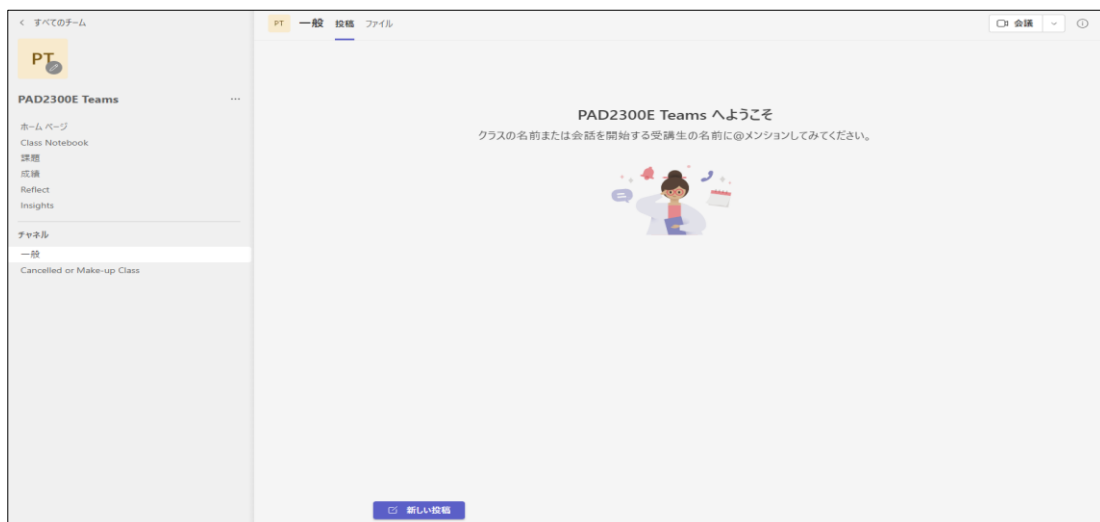 すべてのチーム
PT
PAD2300E Teams
ホーム ページ
Class Notebook
課題
成績
Reflect
Insights
チャネル
一般
Cancelled or Make-up Class
PT 一般 投稿 ファイル
会議
PAD2300E Teams へようこそ
クラスの名前または会話を開始する受講生の名前に@メンションしてみてください。
新しい投稿